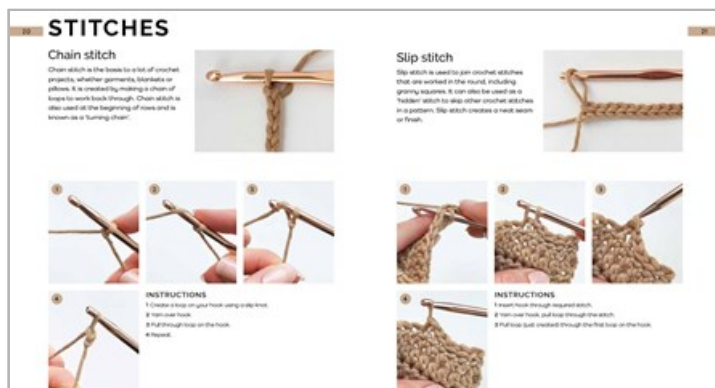 20
STITCHES
Chain stitch
Chain stitch is the basis to a lot of crochet
projects, whether garments, blankets or
pillows. It is created by making a chain of
loops to work back through. Chain stitch is
also used at the beginning of rows and is
known as a 'turning chain'.
1
2
3
4
INSTRUCTIONS
1 Create a loop on your hook using a slip knot.
2 Yarn over hook.
3 Pull through loop on the hook.
4 Repeat.
21
Slip stitch
Slip stitch is used to join crochet stitches
that are worked in the round, including
granny squares. It can also be used as a
'hidden' stitch to skip other crochet stitches
in a pattern. Slip stitch creates a neat seam
or finish.
1
2
3
4
INSTRUCTIONS
1 Insert hook through required stitch.
2 Yarn over hook, pull loop through the stitch.
3 Pull loop (just created) through the first loop on the hook.